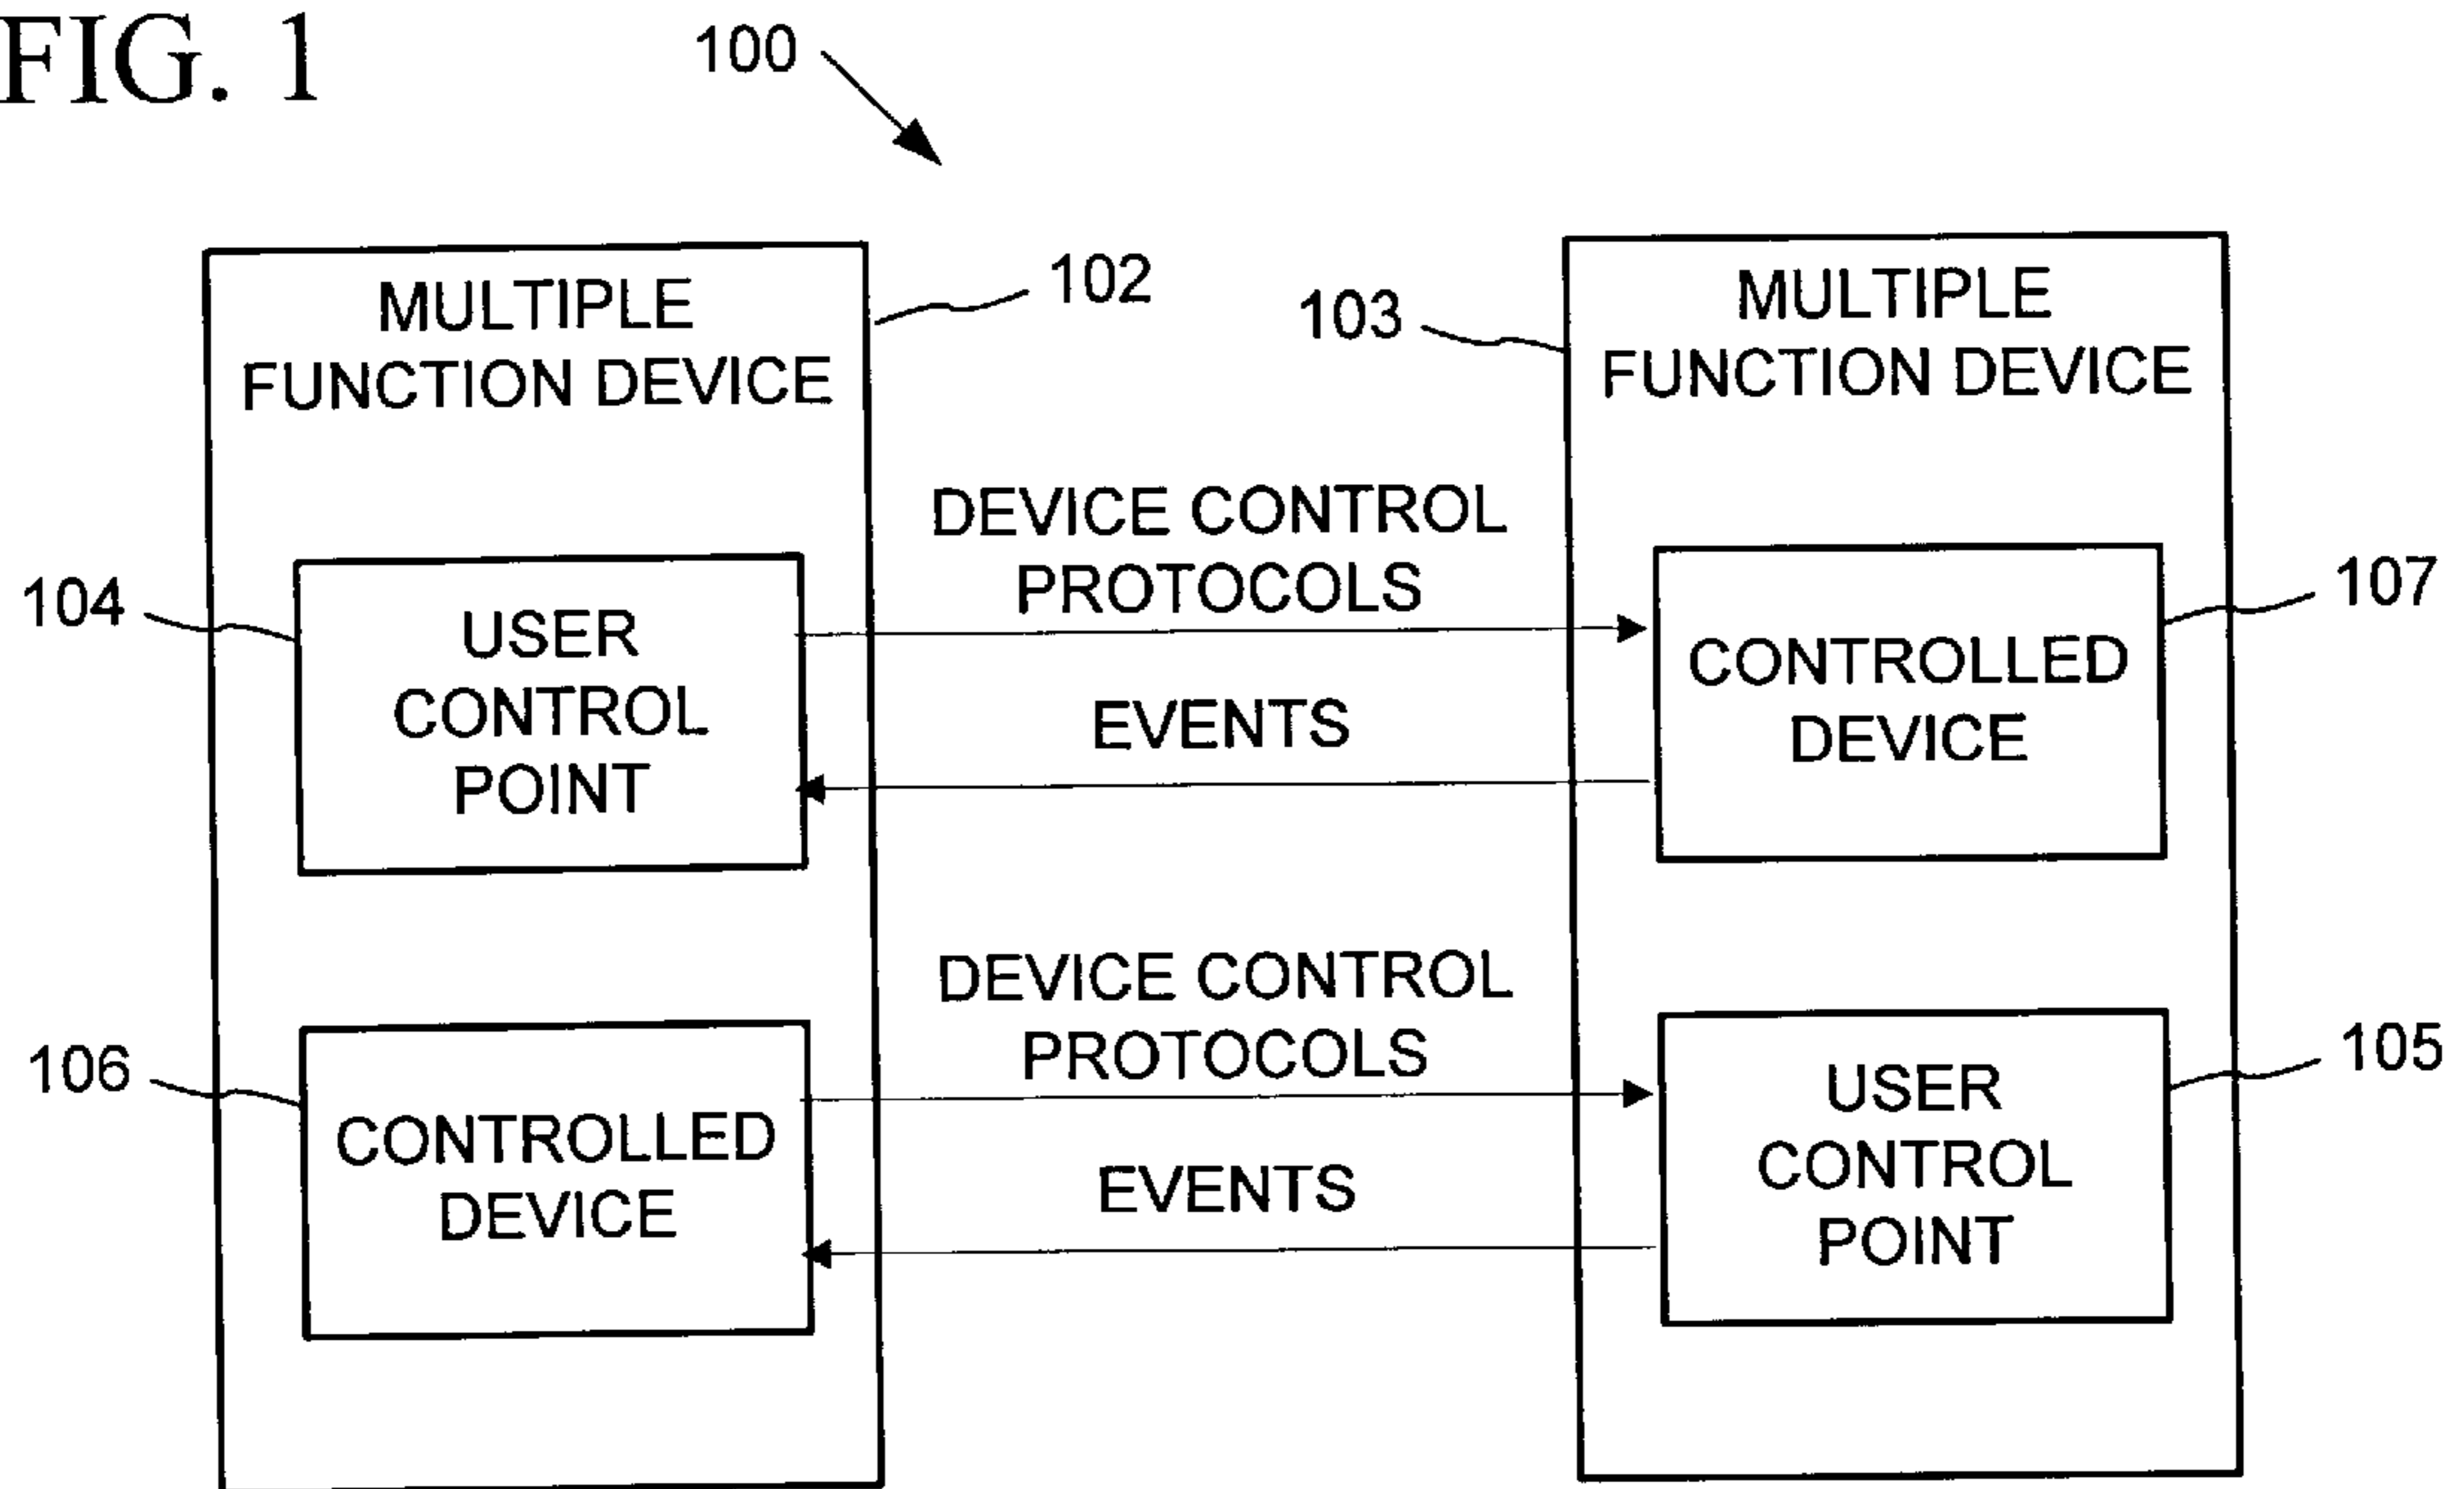 FIG. 1
100
102
103
MULTIPLE
FUNCTION DEVICE
MULTIPLE
FUNCTION DEVICE
DEVICE CONTROL
PROTOCOLS
104
USER
CONTROL
POINT
EVENTS
CONTROLLED
DEVICE
107
DEVICE CONTROL
PROTOCOLS
106
CONTROLLED
DEVICE
EVENTS
USER
CONTROL
POINT
105